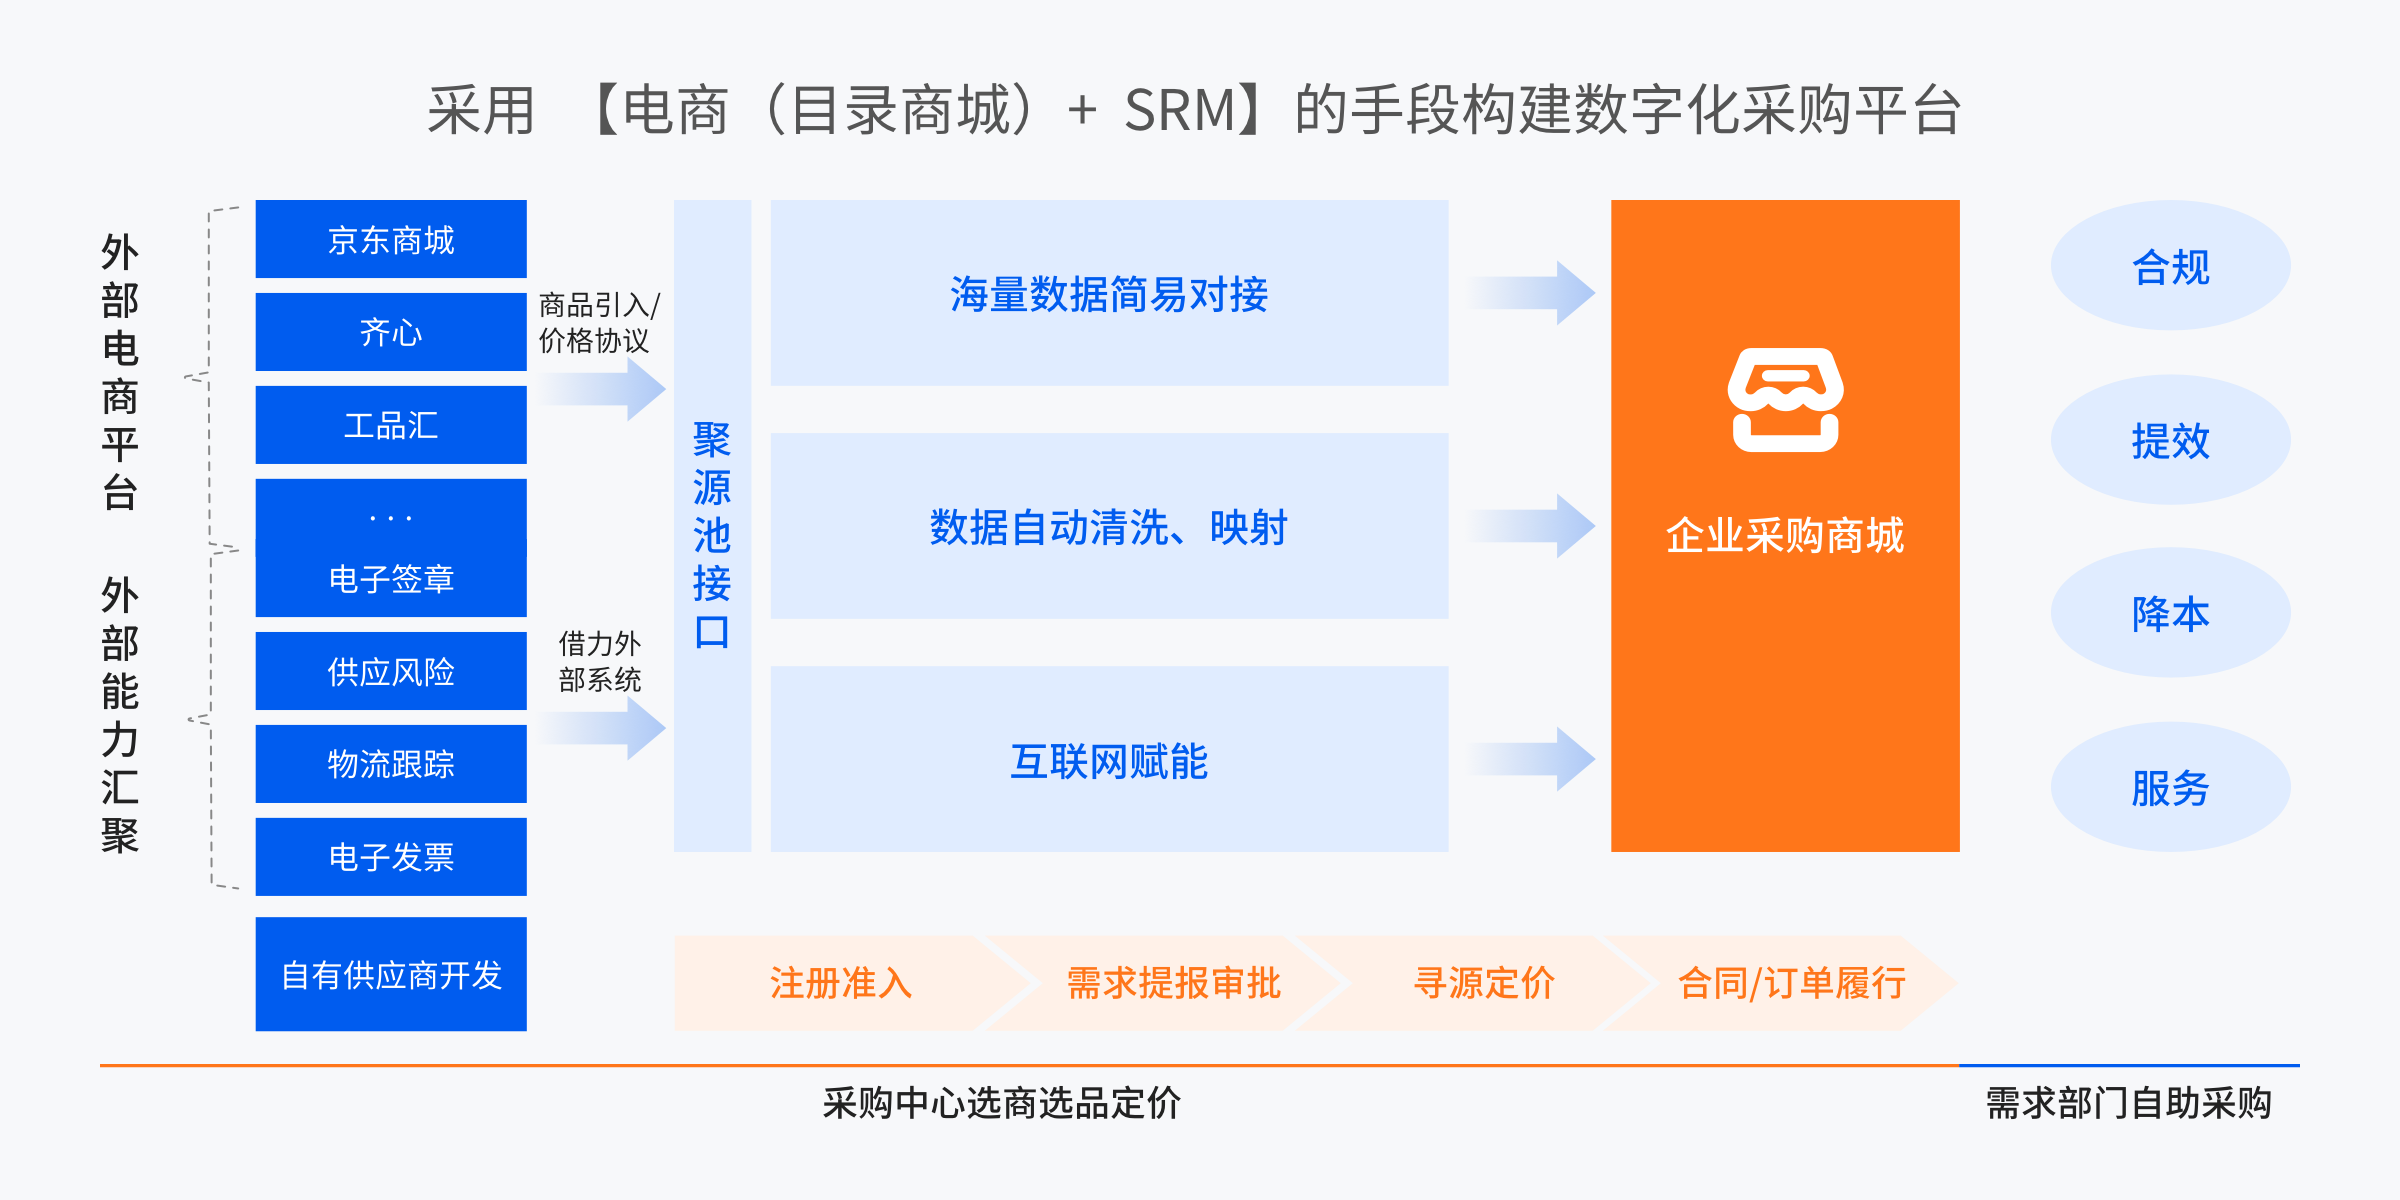 采用 【电商（目录商城）+ SRM】的手段构建数字化采购平台
外部电商平台
京东商城
齐心
工品汇
· · ·
外部能力汇聚
电子签章
供应风险
物流跟踪
电子发票
自有供应商开发
商品引入/
价格协议
借力外
部系统
聚源池接口
海量数据简易对接
数据自动清洗、映射
互联网赋能
企业采购商城
合规
提效
降本
服务
注册准入
需求提报审批
寻源定价
合同/订单履行
采购中心选商选品定价
需求部门自助采购